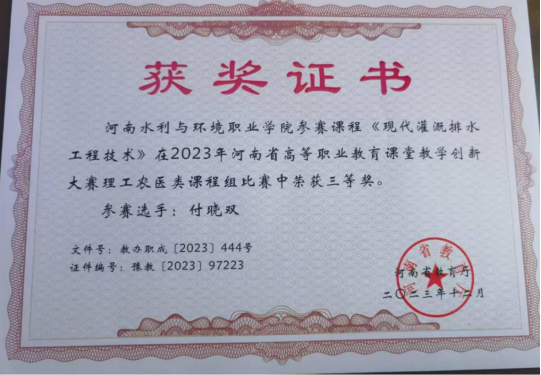 获奖证书
河南水利与环境职业学院参赛课程《现代灌溉排水
工程技术》在2023年河南省高等职业教育课堂教学创新
大赛理工农医类课程组比赛中荣获三等奖。
参赛选手：付晓双
文件号：教办职成〔2023〕444号
证件编号：豫教〔2023〕97223
河南省教育厅
二〇二三年十二月